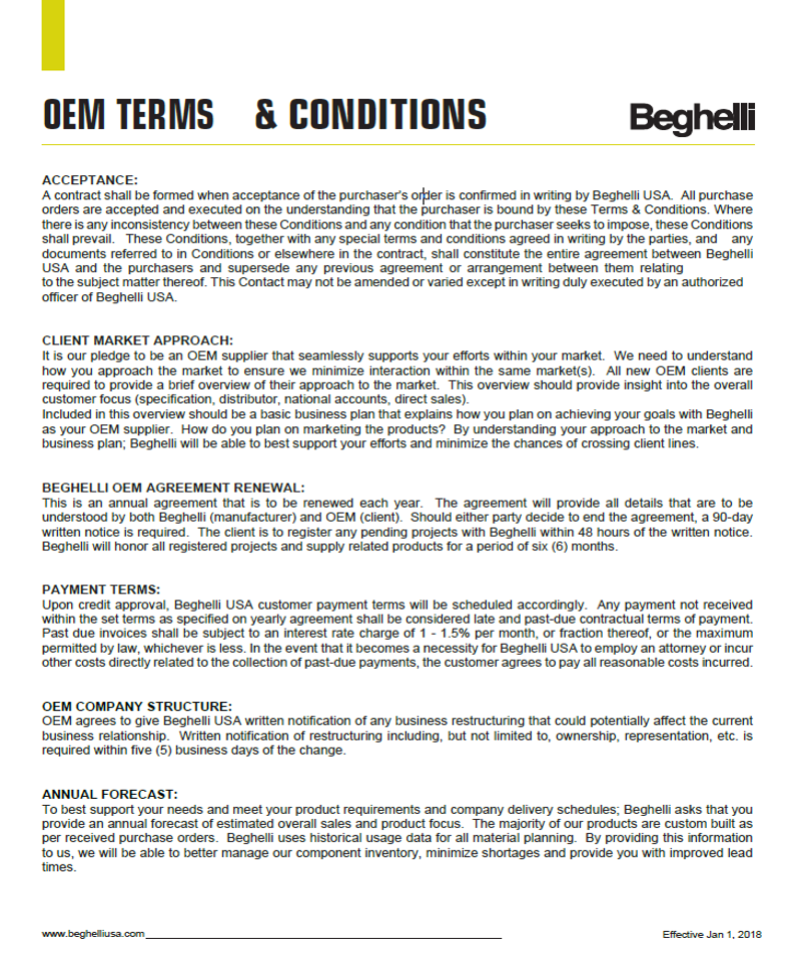 OEM TERMS & CONDITIONS
Beghelli
ACCEPTANCE:
A contract shall be formed when acceptance of the purchaser's order is confirmed in writing by Beghelli USA. All purchase
orders are accepted and executed on the understanding that the purchaser is bound by these Terms & Conditions. Where
there is any inconsistency between these Conditions and any condition that the purchaser seeks to impose, these Conditions
shall prevail. These Conditions, together with any special terms and conditions agreed in writing by the parties, and any
documents referred to in Conditions or elsewhere in the contract, shall constitute the entire agreement between Beghelli
USA and the purchasers and supersede any previous agreement or arrangement between them relating
to the subject matter thereof. This Contact may not be amended or varied except in writing duly executed by an authorized
officer of Beghelli USA.
CLIENT MARKET APPROACH:
It is our pledge to be an OEM supplier that seamlessly supports your efforts within your market. We need to understand
how you approach the market to ensure we minimize interaction within the same market(s). All new OEM clients are
required to provide a brief overview of their approach to the market. This overview should provide insight into the overall
customer focus (specification, distributor, national accounts, direct sales).
Included in this overview should be a basic business plan that explains how you plan on achieving your goals with Beghelli
as your OEM supplier. How do you plan on marketing the products? By understanding your approach to the market and
business plan; Beghelli will be able to best support your efforts and minimize the chances of crossing client lines.
BEGHELLI OEM AGREEMENT RENEWAL:
This is an annual agreement that is to be renewed each year. The agreement will provide all details that are to be
understood by both Beghelli (manufacturer) and OEM (client). Should either party decide to end the agreement, a 90-day
written notice is required. The client is to register any pending projects with Beghelli within 48 hours of the written notice.
Beghelli will honor all registered projects and supply related products for a period of six (6) months.
PAYMENT TERMS:
Upon credit approval, Beghelli USA customer payment terms will be scheduled accordingly. Any payment not received
within the set terms as specified on yearly agreement shall be considered late and past-due contractual terms of payment.
Past due invoices shall be subject to an interest rate charge of 1 - 1.5% per month, or fraction thereof, or the maximum
permitted by law, whichever is less. In the event that it becomes a necessity for Beghelli USA to employ an attorney or incur
other costs directly related to the collection of past-due payments, the customer agrees to pay all reasonable costs incurred.
OEM COMPANY STRUCTURE:
OEM agrees to give Beghelli USA written notification of any business restructuring that could potentially affect the current
business relationship. Written notification of restructuring including, but not limited to, ownership, representation, etc. is
required within five (5) business days of the change.
ANNUAL FORECAST:
To best support your needs and meet your product requirements and company delivery schedules; Beghelli asks that you
provide an annual forecast of estimated overall sales and product focus. The majority of our products are custom built as
per received purchase orders. Beghelli uses historical usage data for all material planning. By providing this information
to us, we will be able to better manage our component inventory, minimize shortages and provide you with improved lead
times.
www.beghelliusa.com
Effective Jan 1, 2018